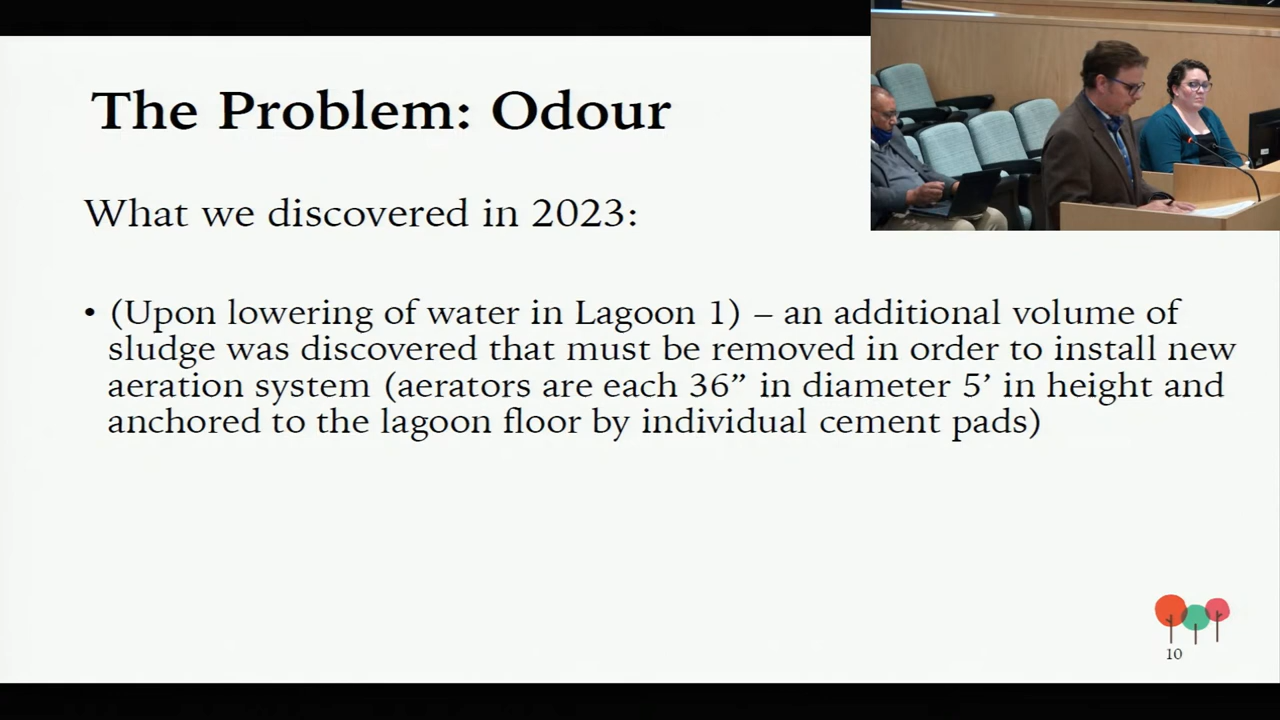 The Problem: Odour
What we discovered in 2023:
• (Upon lowering of water in Lagoon 1) – an additional volume of
sludge was discovered that must be removed in order to install new
aeration system (aerators are each 36” in diameter 5’ in height and
anchored to the lagoon floor by individual cement pads)
10